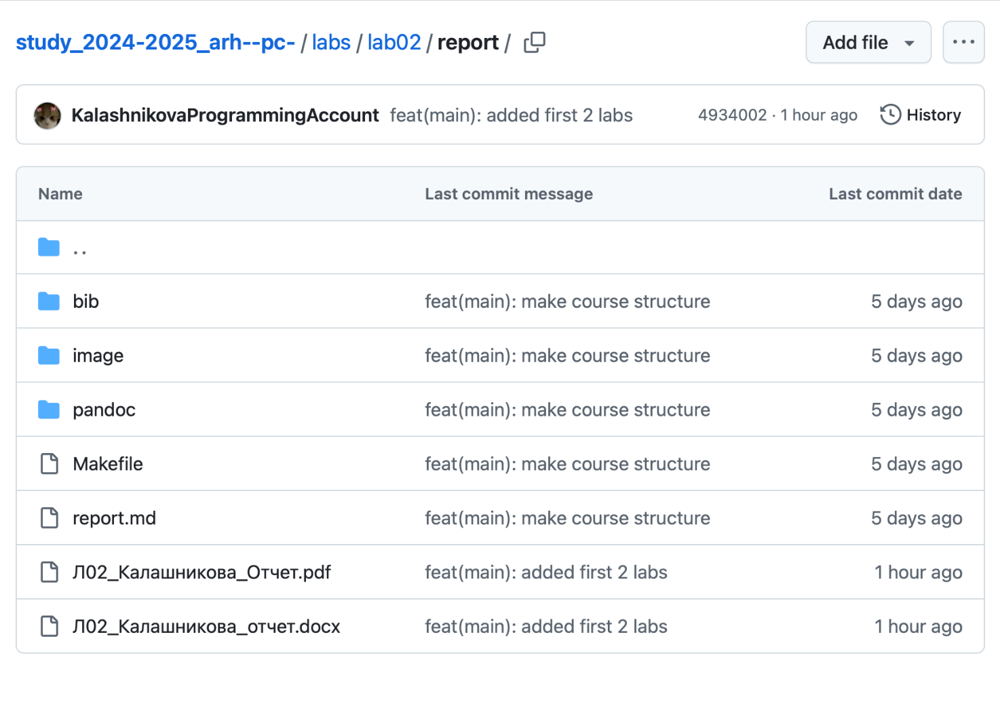 study_2024-2025_arh--pc- / labs / lab02 / report / Add file
KalashnikovaProgrammingAccount feat(main): added first 2 labs 4934002 · 1 hour ago History
Name Last commit message Last commit date
..
bib feat(main): make course structure 5 days ago
image feat(main): make course structure 5 days ago
pandoc feat(main): make course structure 5 days ago
Makefile feat(main): make course structure 5 days ago
report.md feat(main): make course structure 5 days ago
Л02_Калашникова_Отчет.pdf feat(main): added first 2 labs 1 hour ago
Л02_Калашникова_отчет.docx feat(main): added first 2 labs 1 hour ago